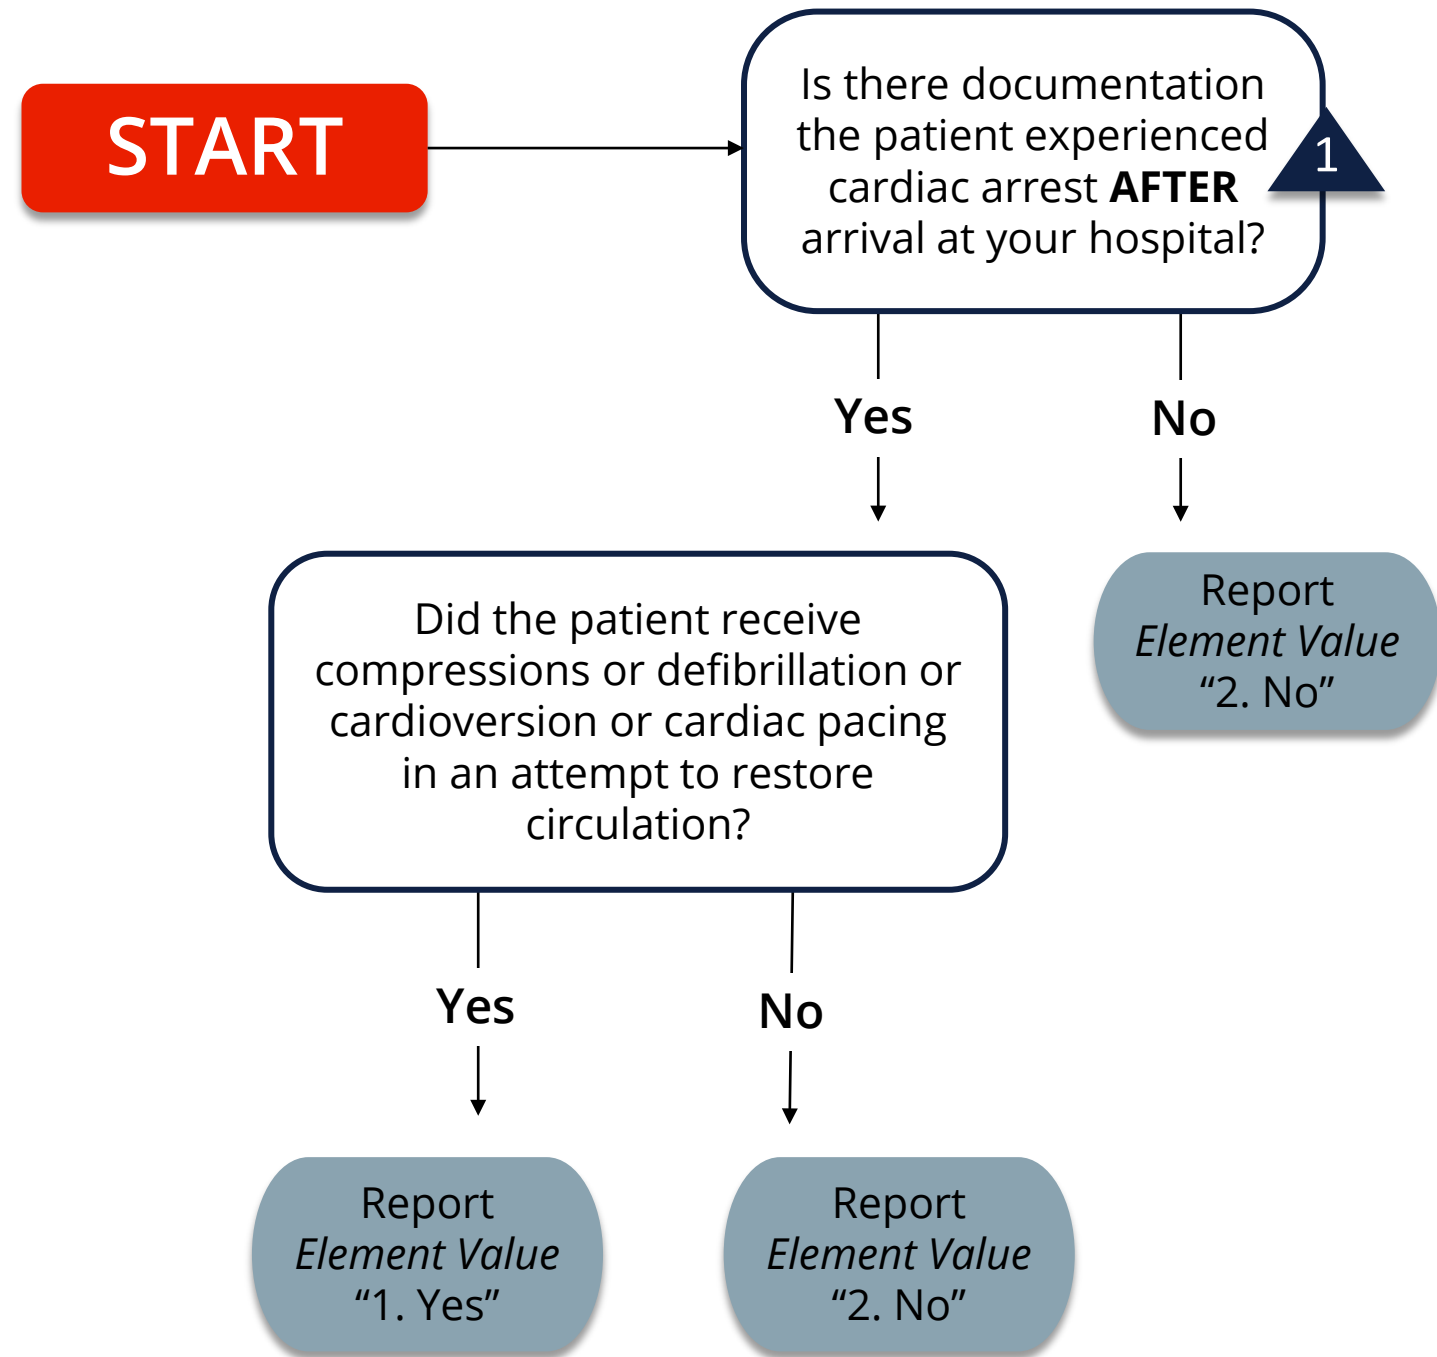 START
Is there documentation
the patient experienced
cardiac arrest AFTER
arrival at your hospital?
1
Yes
No
Did the patient receive
compressions or defibrillation or
cardioversion or cardiac pacing
in an attempt to restore
circulation?
Report
Element Value
“2. No”
Yes
No
Report
Element Value
“1. Yes”
Report
Element Value
“2. No”